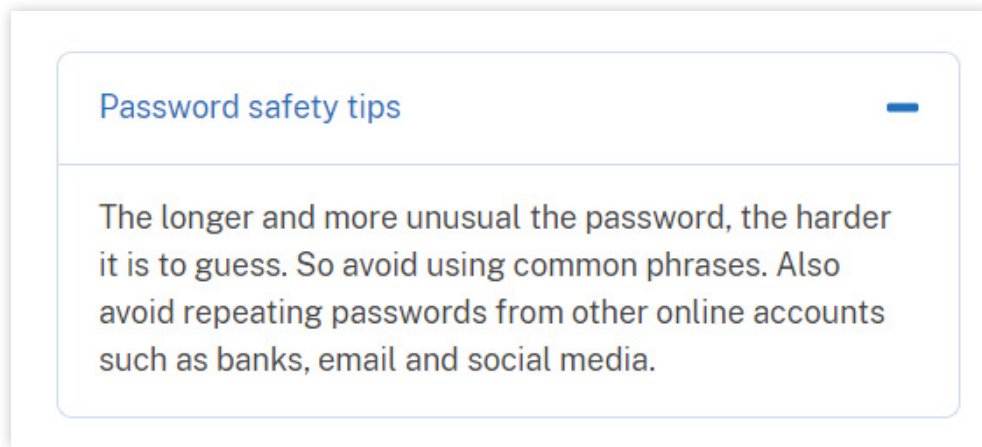 Password safety tips
The longer and more unusual the password, the harder
it is to guess. So avoid using common phrases. Also
avoid repeating passwords from other online accounts
such as banks, email and social media.